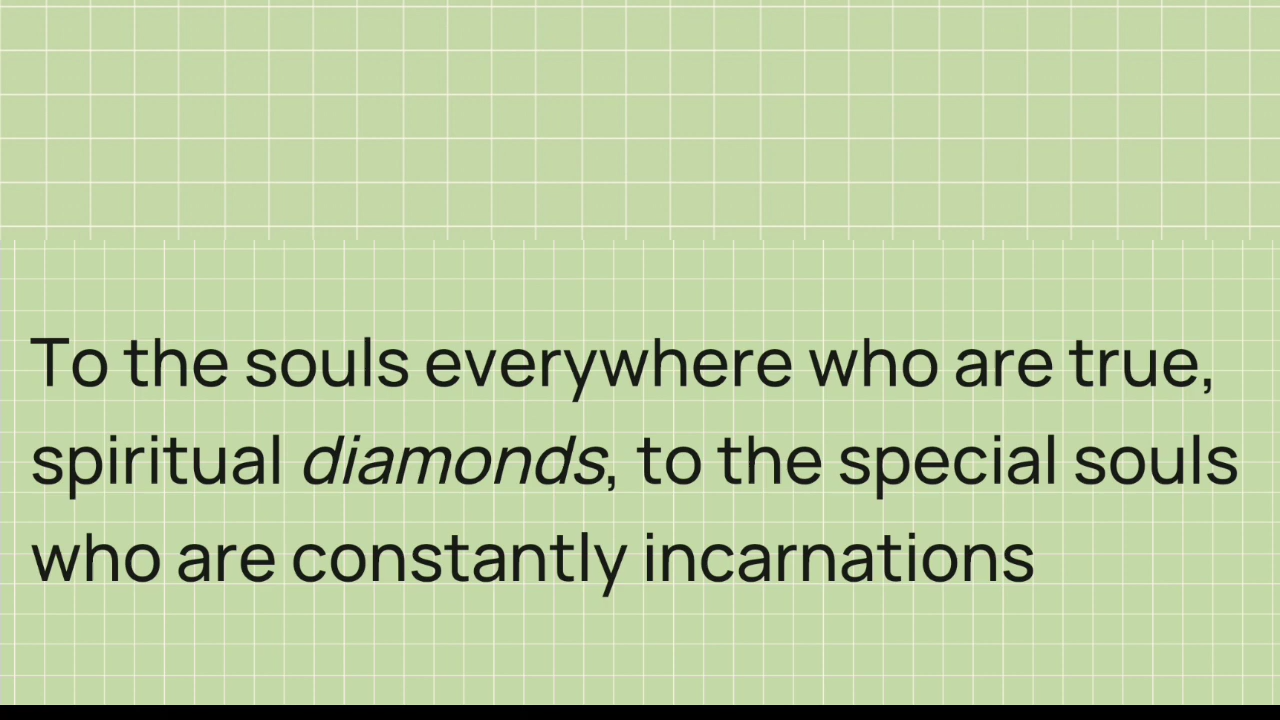 To the souls everywhere who are true,
spiritual diamonds, to the special souls
who are constantly incarnations